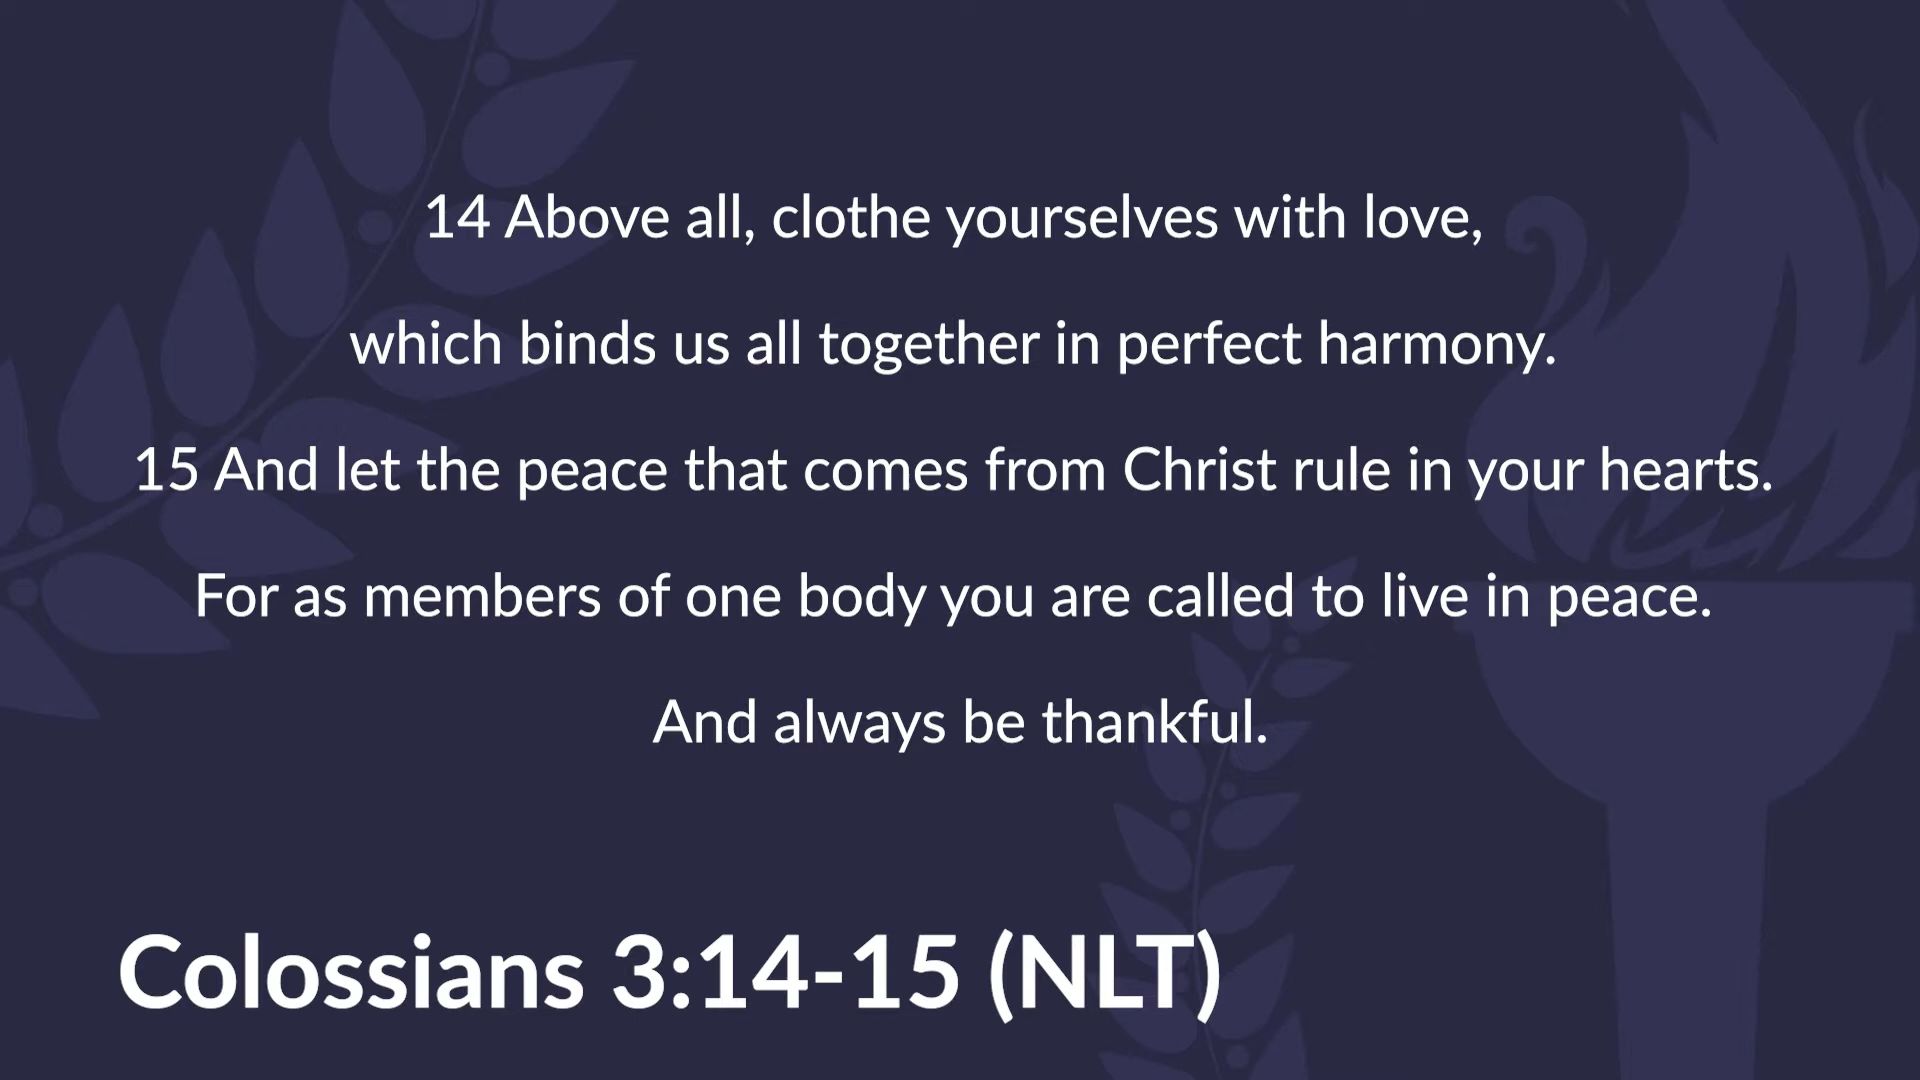 14 Above all, clothe yourselves with love,
which binds us all together in perfect harmony.
15 And let the peace that comes from Christ rule in your hearts.
For as members of one body you are called to live in peace.
And always be thankful.
Colossians 3:14-15 (NLT)